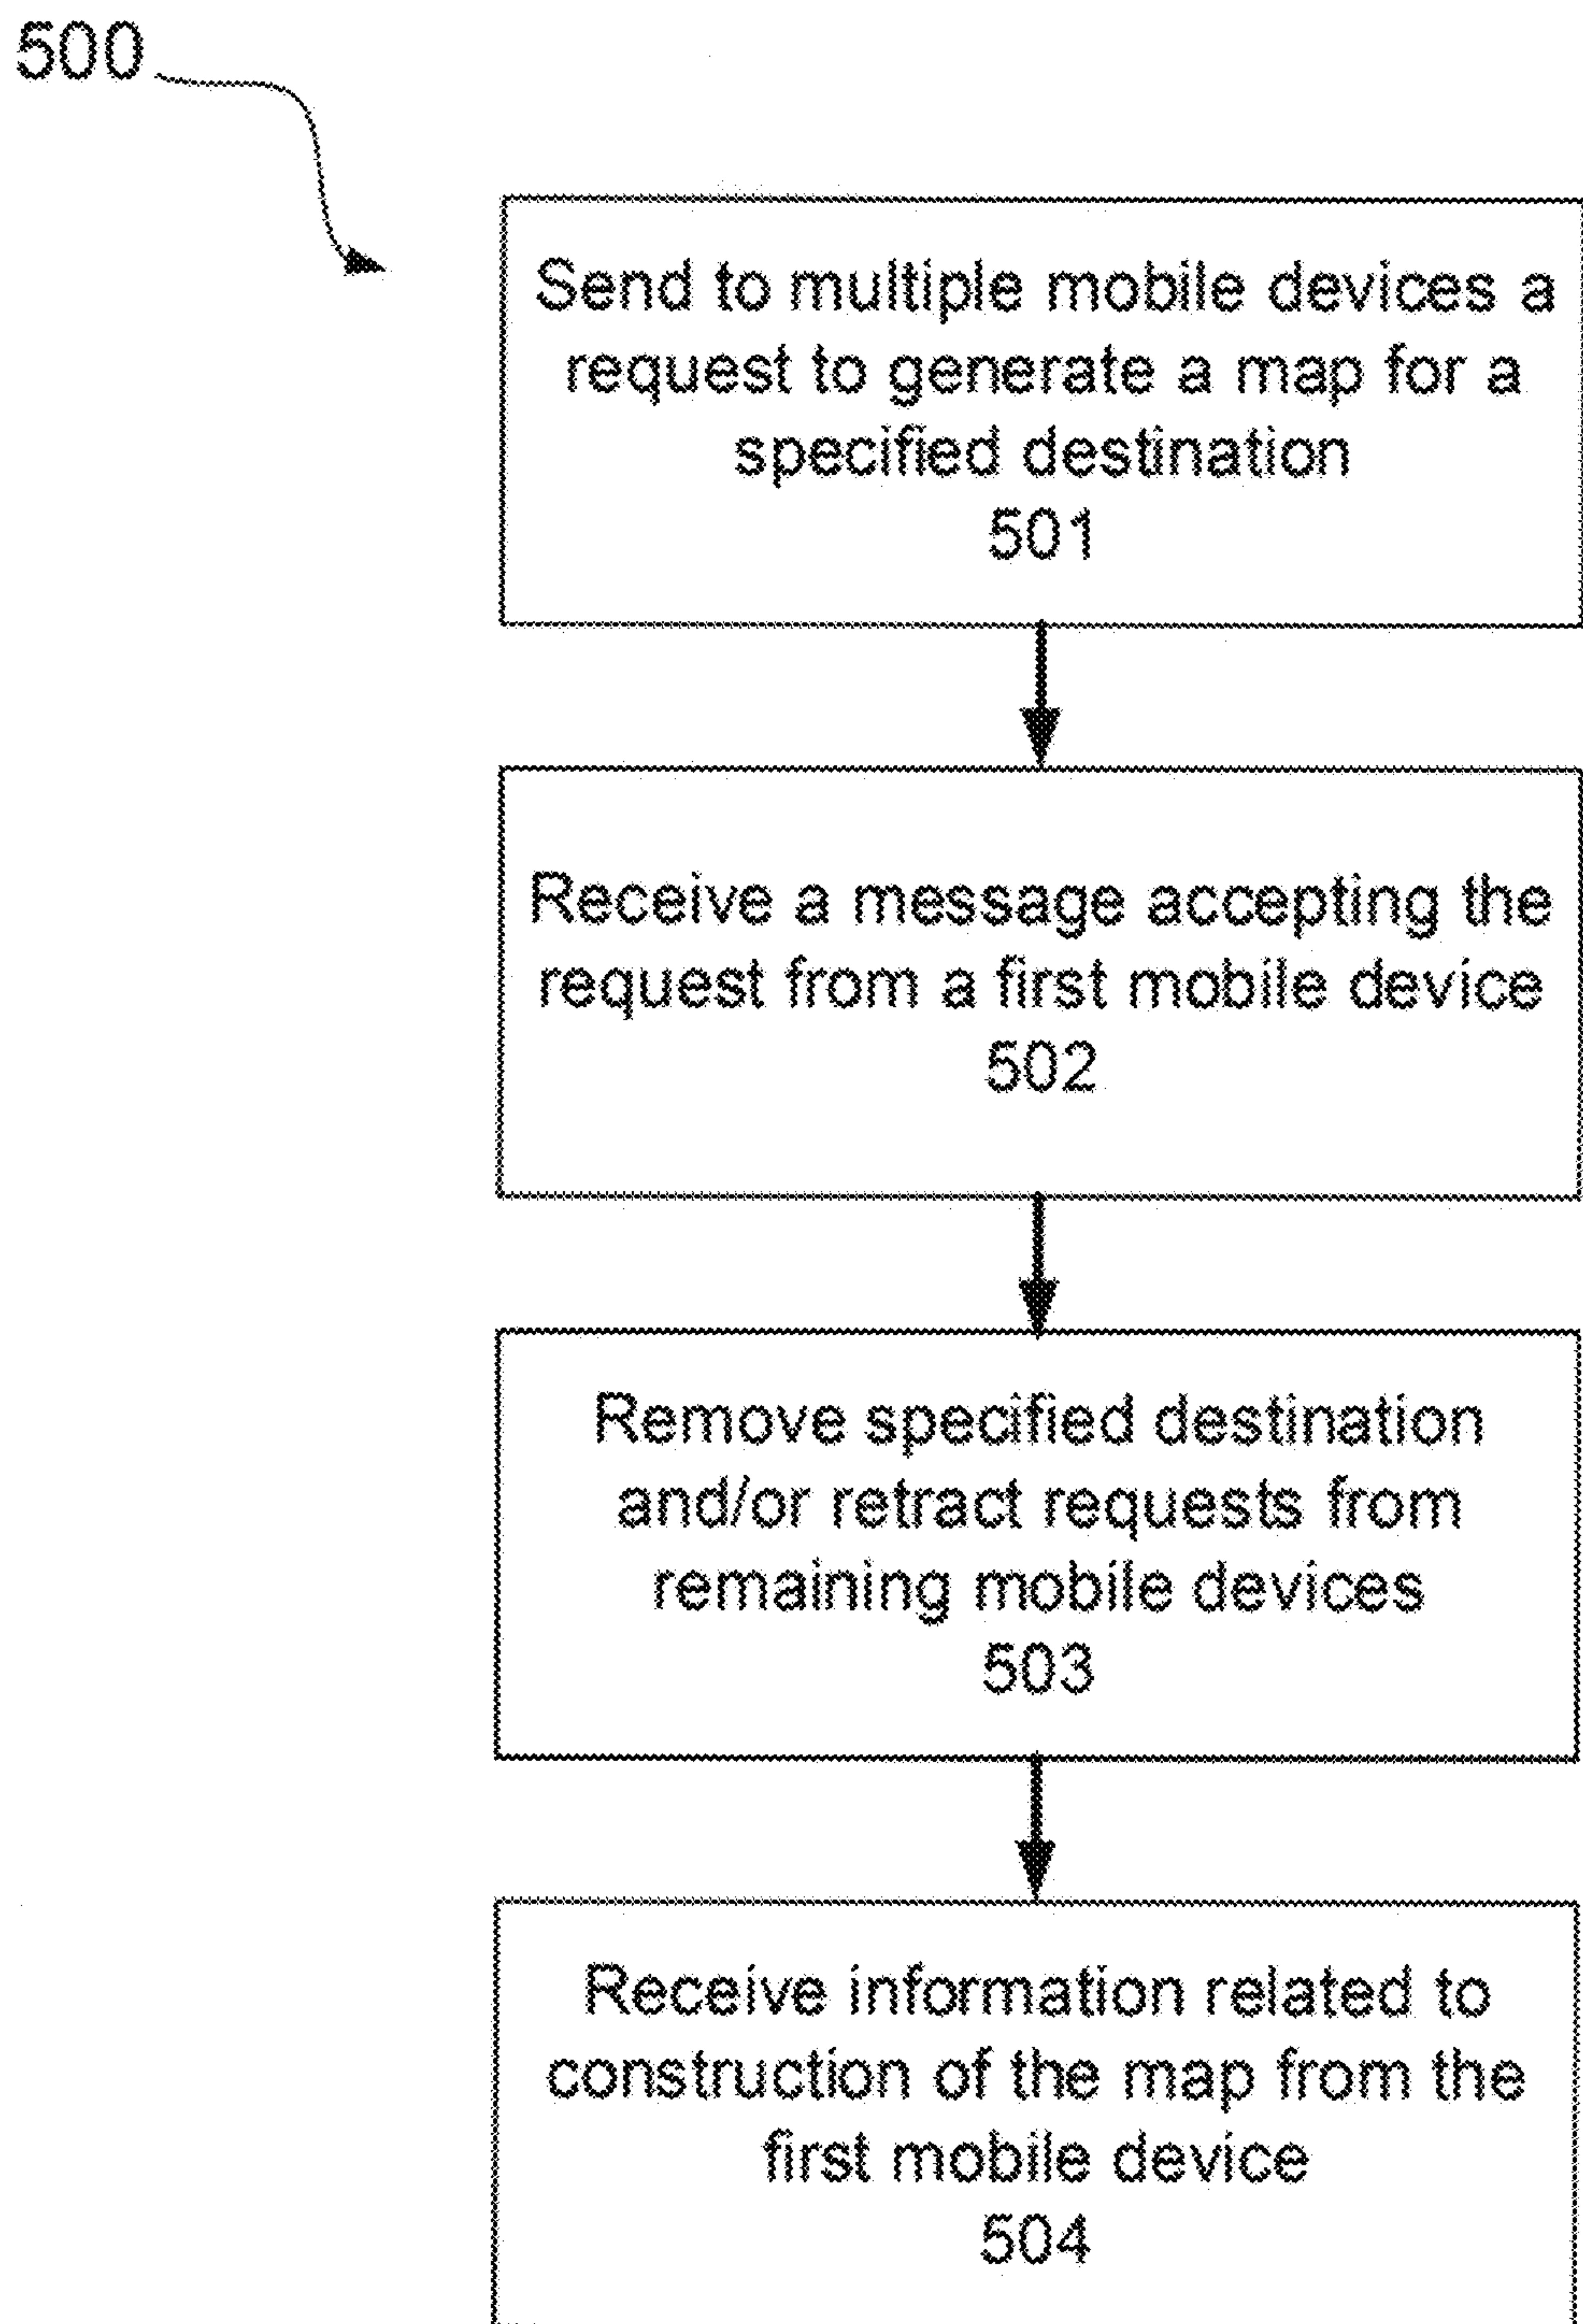 500
Send to multiple mobile devices a
request to generate a map for a
specified destination
501
Receive a message accepting the
request from a first mobile device
502
Remove specified destination
and/or retract requests from
remaining mobile devices
503
Receive information related to
construction of the map from the
first mobile device
504